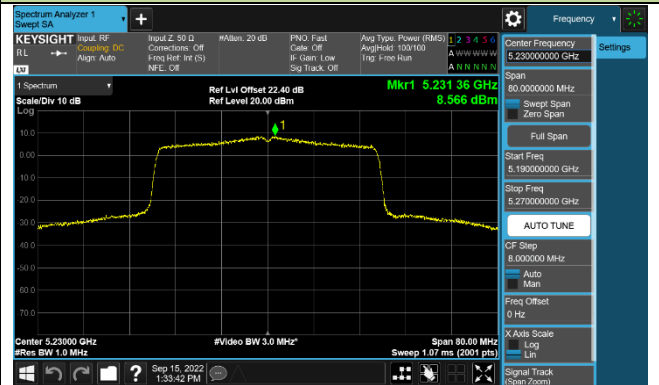 Spectrum Analyzer 1
Swept SA
+
Frequency
KEYSIGHT
RL
LXI
Input: RF
Coupling: DC
Align: Auto
Input Z: 50 Ω
Corrections: Off
Freq Ref: Int (S)
NFE: Off
#Atten: 20 dB
PNO: Fast
Gate: Off
IF Gain: Low
Sig Track: Off
Avg Type: Power (RMS)
Avg|Hold: 100/100
Trig: Free Run
1 2 3 4 5 6
A W W W W W
A N N N N N
1 Spectrum
Scale/Div 10 dB
Log
Ref Lvl Offset 22.40 dB
Ref Level 20.00 dBm
Mkr1 5.231 36 GHz
8.566 dBm
1
10.0
0.00
-10.0
-20.0
-30.0
-40.0
-50.0
-60.0
-70.0
Center 5.23000 GHz
#Res BW 1.0 MHz
#Video BW 3.0 MHz*
Span 80.00 MHz
Sweep 1.07 ms (2001 pts)
Sep 15, 2022
1:33:42 PM
?
Center Frequency
5.230000000 GHz
Settings
Span
80.0000000 MHz
Swept Span
Zero Span
Full Span
Start Freq
5.190000000 GHz
Stop Freq
5.270000000 GHz
AUTO TUNE
CF Step
8.000000 MHz
Auto
Man
Freq Offset
0 Hz
X Axis Scale
Log
Lin
Signal Track
(Span Zoom)